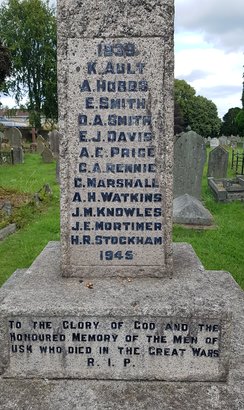 1939
K. AULT
A. HOBBS
E. SMITH
D. A. SMITH
E. J. DAVIS
A. E. PRICE
C. A. RENNIE
C. MARSHALL
A. H. WATKINS
J. M. KNOWLES
J. E. MORTIMER
H. R. STOCKHAM
1945
TO THE GLORY OF GOD AND THE
HONOURED MEMORY OF THE MEN OF
USK WHO DIED IN THE GREAT WARS
R. I. P.